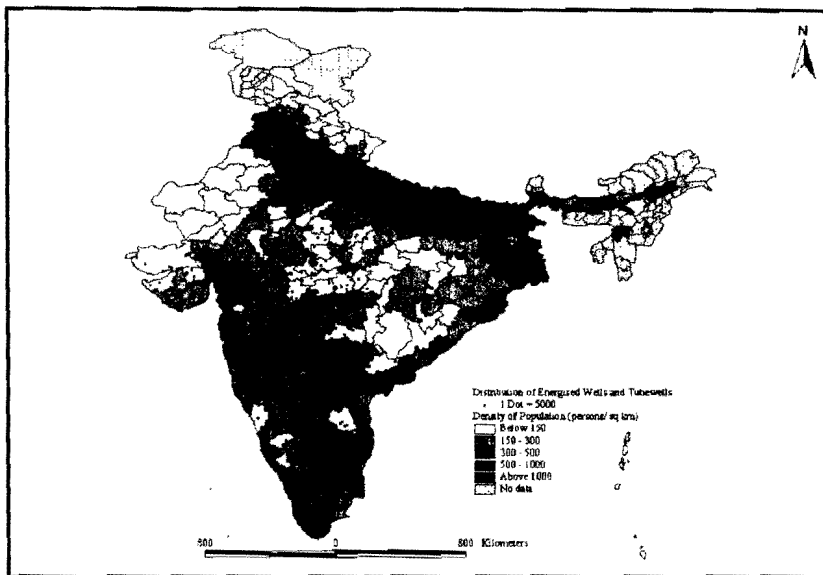 N
Distribution of Energised Wells and Tubewells
1 Dot = 5000
Density of Population (persons/ sq km)
Below 150
150 - 300
300 - 500
500 - 1000
Above 1000
No data
800 0 800 Kilometers